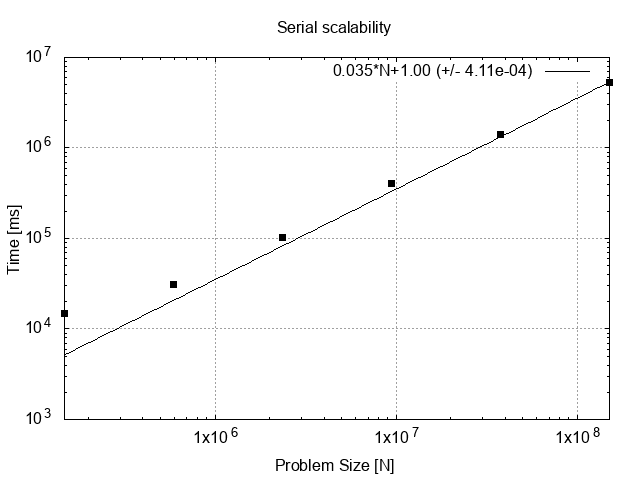 Serial scalability
0.035*N+1.00 (+/- 4.11e-04)
10^7
10^6
10^5
10^4
10^3
Time [ms]
1x10^6 1x10^7 1x10^8
Problem Size [N]